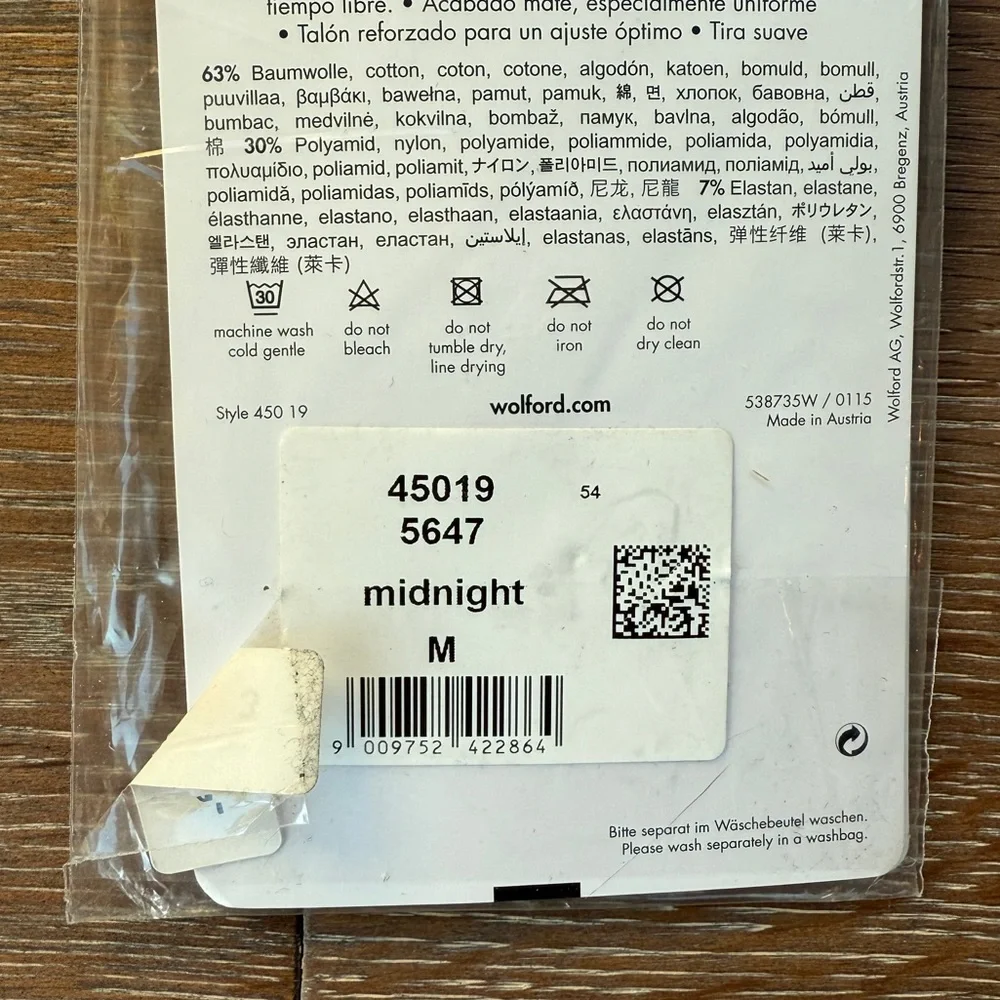 tiempo libre. • Acabado mate, especialmente uniforme
• Talón reforzado para un ajuste óptimo • Tira suave
63% Baumwolle, cotton, coton, cotone, algodón, katoen, bomuld, bomull,
puuvillaa, βαμβάκι, bawełna, pamut, pamuk, 綿, 면, хлопок, бавовна, قطن,
bumbac, medvilnė, kokvilna, bombaž, памук, bavlna, algodão, bómull,
棉 30% Polyamid, nylon, polyamide, poliammide, poliamida, polyamidia,
πολυαμίδιο, poliamid, poliamit, ナイロン, 폴리아미드, полиамид, поліамід, بولي أميد,
poliamidă, poliamidas, poliamīds, pólýamíð, 尼龙, 尼龍 7% Elastan, elastane,
élasthanne, elastano, elasthaan, elastaania, ελαστάνη, elasztán, ポリウレタン,
엘라스탠, эластан, еластан, إيلاستين, elastanas, elastāns, 弹性纤维 (莱卡),
彈性纖維 (萊卡)
30
machine wash cold gentle
do not bleach
do not tumble dry, line drying
do not iron
do not dry clean
Style 450 19
wolford.com
538735W / 0115
Made in Austria
Wolford AG, Wolfordstr.1, 6900 Bregenz, Austria
45019
54
5647
midnight
M
9 009752 422864
Bitte separat im Wäschebeutel waschen.
Please wash separately in a washbag.